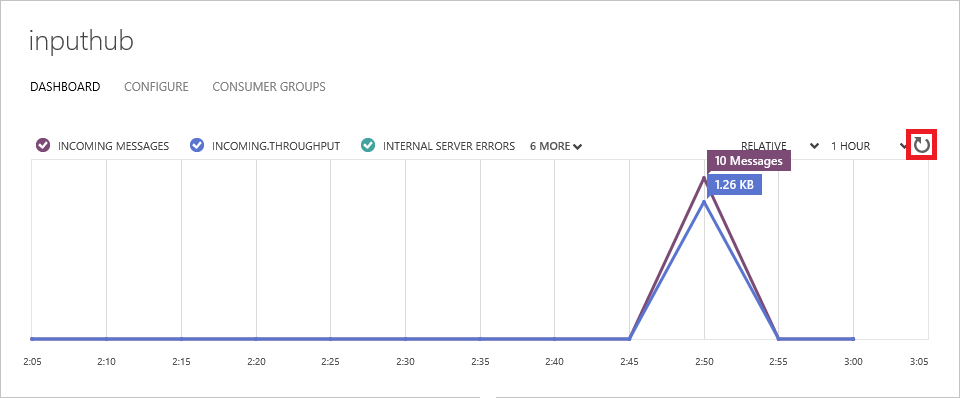 inputhub
DASHBOARD CONFIGURE CONSUMER GROUPS
INCOMING MESSAGES INCOMING.THROUGHPUT INTERNAL SERVER ERRORS 6 MORE RELATIVE 1 HOUR
10 Messages
1.26 KB
2:05 2:10 2:15 2:20 2:25 2:30 2:35 2:40 2:45 2:50 2:55 3:00 3:05